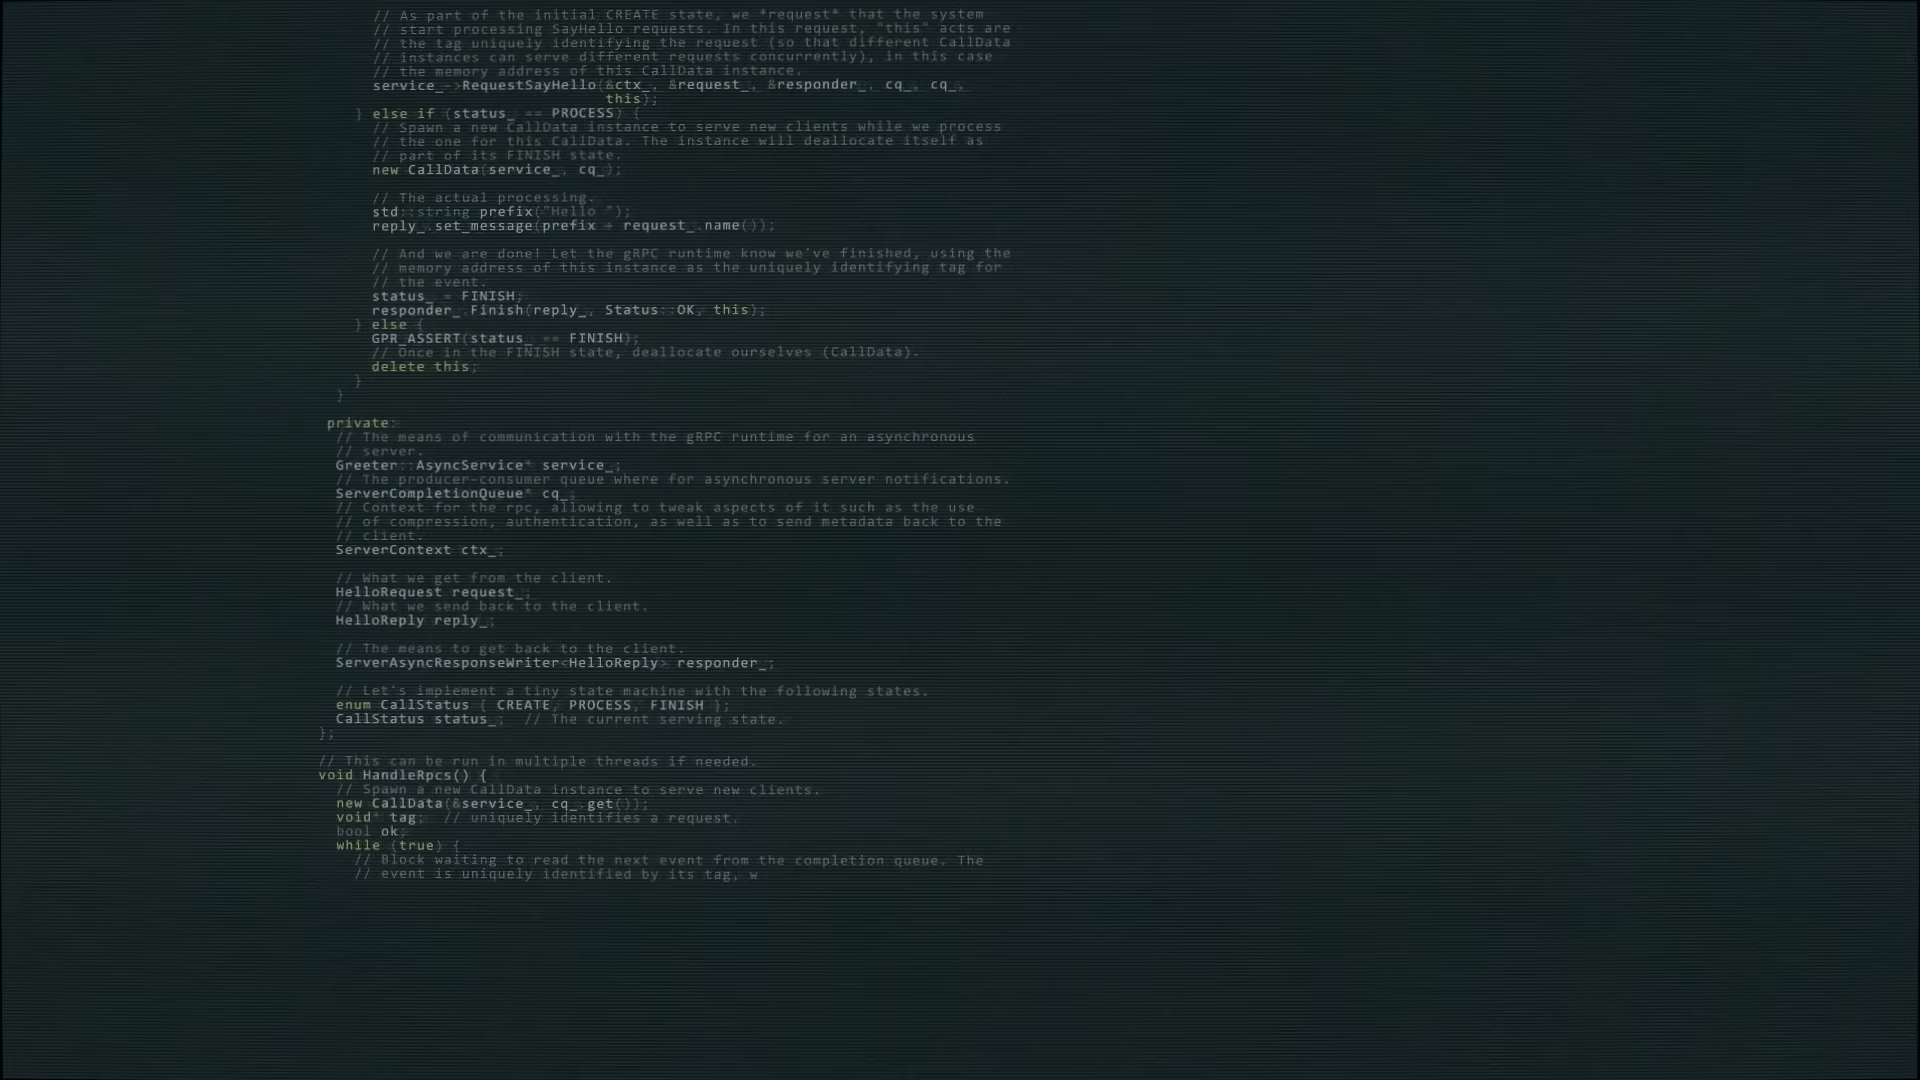 // As part of the initial CREATE state, we *request* that the system
// start processing SayHello requests. In this request, "this" acts are
// the tag uniquely identifying the request (so that different CallData
// instances can serve different requests concurrently), in this case
// the memory address of this CallData instance.
service_->RequestSayHello(&ctx_, &request_, &responder_, cq_, cq_,
this);
} else if (status_ == PROCESS) {
// Spawn a new CallData instance to serve new clients while we process
// the one for this CallData. The instance will deallocate itself as
// part of its FINISH state.
new CallData(service_, cq_);
// The actual processing.
std::string prefix("Hello ");
reply_.set_message(prefix + request_.name());
// And we are done! Let the gRPC runtime know we've finished, using the
// memory address of this instance as the uniquely identifying tag for
// the event.
status_ = FINISH;
responder_.Finish(reply_, Status::OK, this);
} else {
GPR_ASSERT(status_ == FINISH);
// Once in the FINISH state, deallocate ourselves (CallData).
delete this;
}
}
private:
// The means of communication with the gRPC runtime for an asynchronous
// server.
Greeter::AsyncService* service_;
// The producer-consumer queue where for asynchronous server notifications.
ServerCompletionQueue* cq_;
// Context for the rpc, allowing to tweak aspects of it such as the use
// of compression, authentication, as well as to send metadata back to the
// client.
ServerContext ctx_;
// What we get from the client.
HelloRequest request_;
// What we send back to the client.
HelloReply reply_;
// The means to get back to the client.
ServerAsyncResponseWriter<HelloReply> responder_;
// Let's implement a tiny state machine with the following states.
enum CallStatus { CREATE, PROCESS, FINISH };
CallStatus status_;  // The current serving state.
};
// This can be run in multiple threads if needed.
void HandleRpcs() {
// Spawn a new CallData instance to serve new clients.
new CallData(&service_, cq_.get());
void* tag;  // uniquely identifies a request.
bool ok;
while (true) {
// Block waiting to read the next event from the completion queue. The
// event is uniquely identified by its tag, w